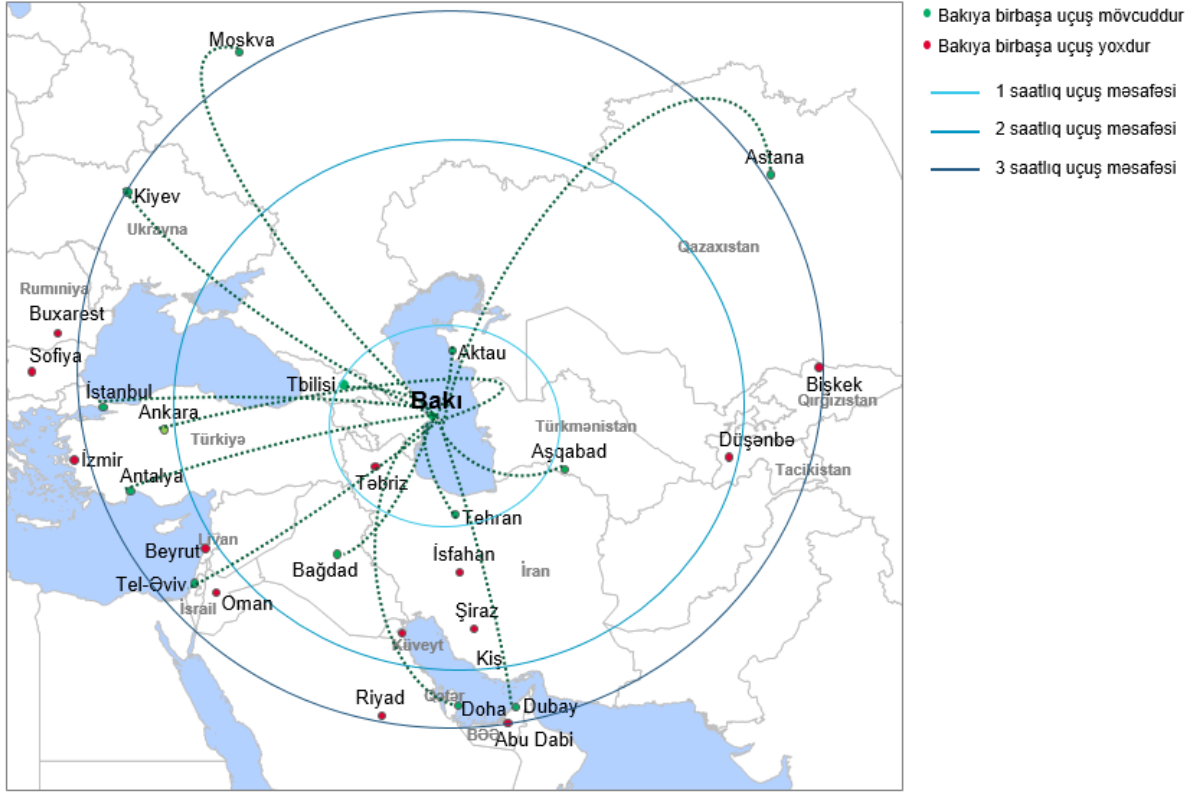 Bakıya birbaşa uçuş mövcuddur
Bakıya birbaşa uçuş yoxdur
1 saatlıq uçuş məsafəsi
2 saatlıq uçuş məsafəsi
3 saatlıq uçuş məsafəsi
Moskva
Astana
Kiyev
Ukrayna
Qazaxıstan
Rumıniya
Buxarest
Sofiya
Aktau
Tbilisi
Bişkek
Qırğızıstan
İstanbul
Bakı
Ankara
Türkiyə
Türkmənistan
Düşənbə
Aşqabad
İzmir
Tacikistan
Antalya
Təbriz
Tehran
Livan
Beyrut
İsfahan
Bağdad
İran
Tel-Əviv
İsrail
Oman
Şiraz
Küveyt
Kiş
Riyad
Qətər
Doha
Dubay
BƏƏ
Abu Dabi